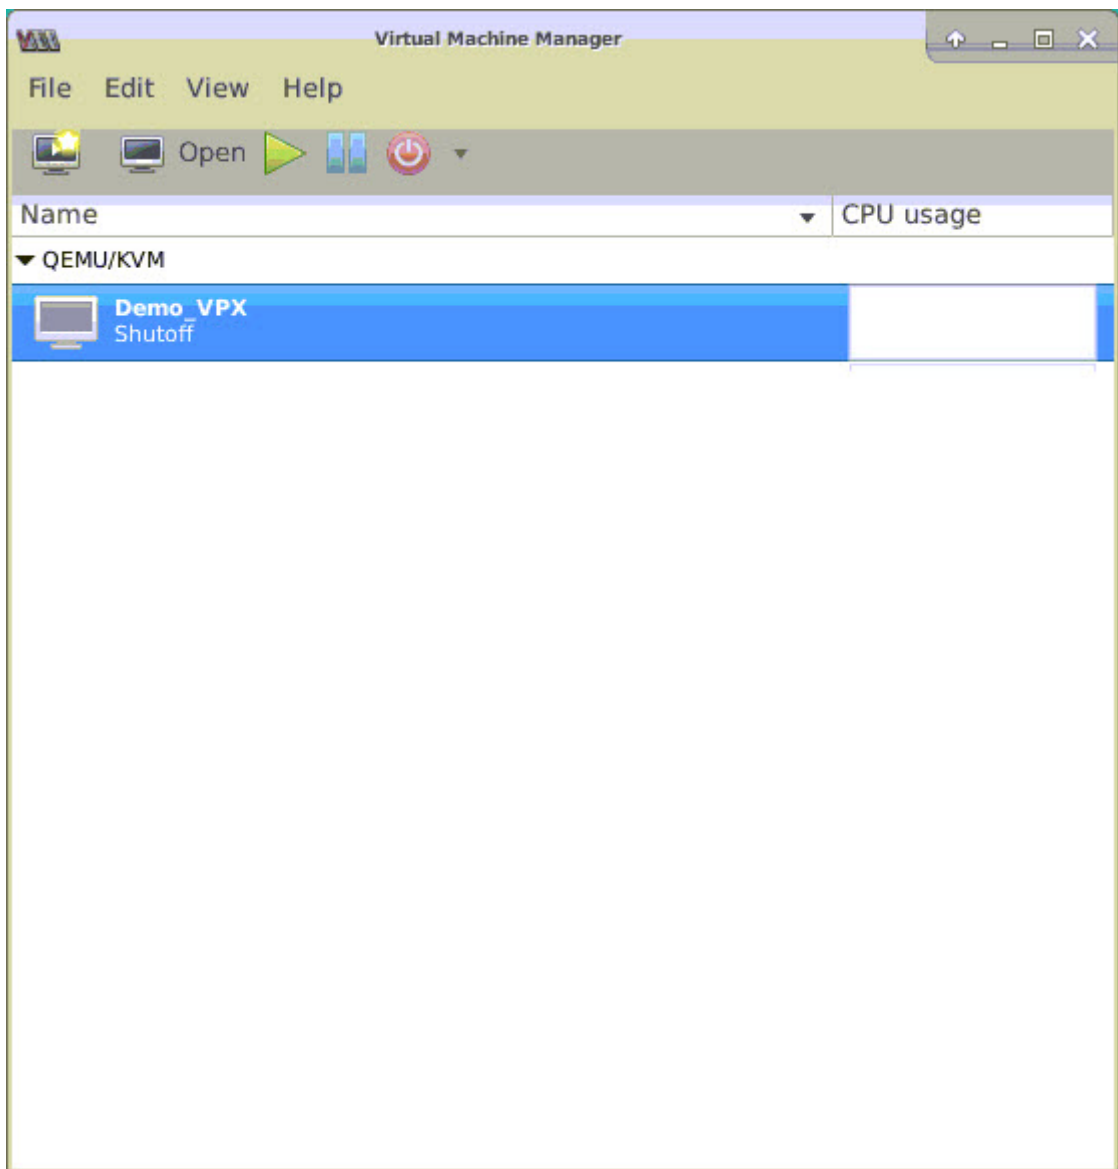 Virtual Machine Manager
File Edit View Help
Open
Name CPU usage
QEMU/KVM
Demo_VPX
Shutoff